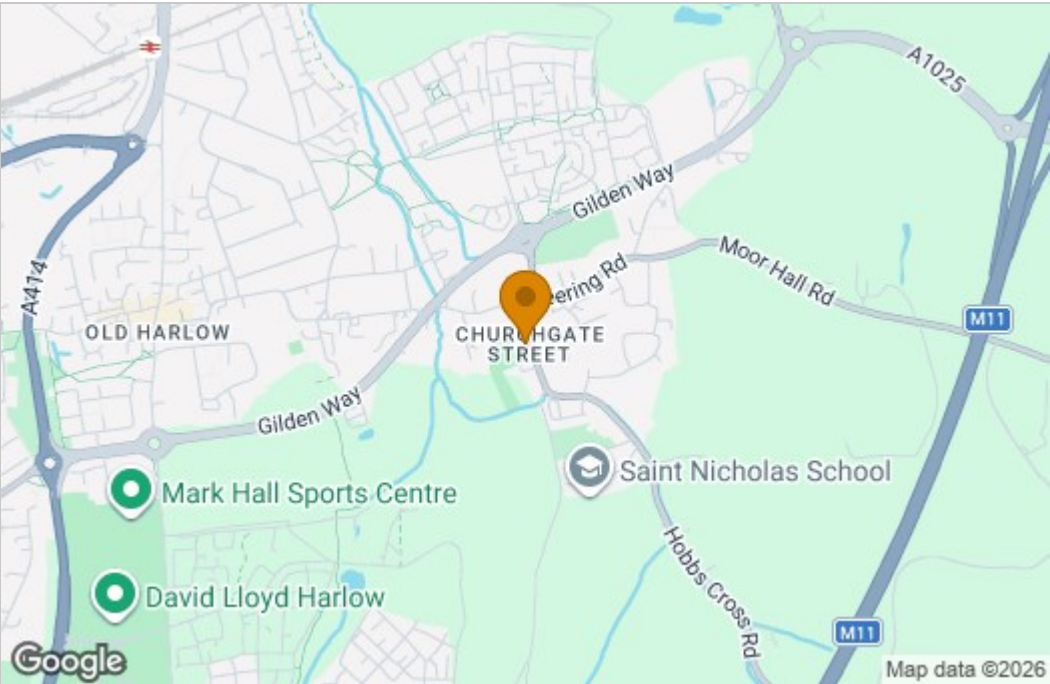 A1025
Gilden Way
Moor Hall Rd
eering Rd
A414
M11
OLD HARLOW
CHURCHGATE
STREET
Gilden Way
Saint Nicholas School
Mark Hall Sports Centre
Hobbs Cross Rd
David Lloyd Harlow
M11
Google
Map data ©2026